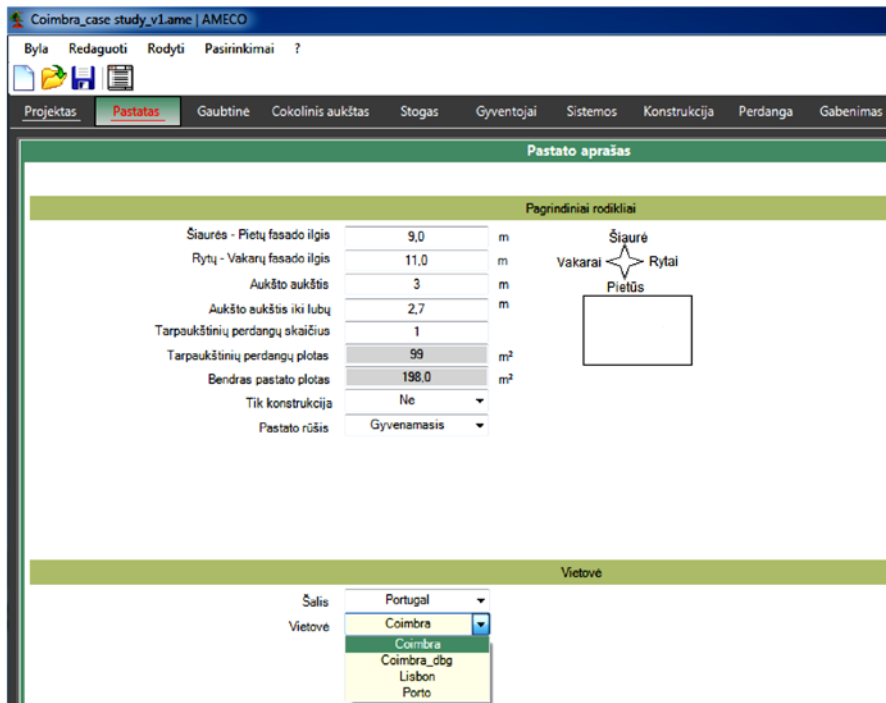 Coimbra_case study_v1.ame | AMECO
Byla Redaguoti Rodyti Pasirinkimai ?
Projektas Pastatas Gaubtinė Cokolinis aukštas Stogas Gyventojai Sistemos Konstrukcija Perdanga Gabenimas
Pastato aprašas
Pagrindiniai rodikliai
Šiaurės - Pietų fasado ilgis 9,0 m
Rytų - Vakarų fasado ilgis 11,0 m
Aukšto aukštis 3 m
Aukšto aukštis iki lubų 2,7 m
Tarpaukštinių perdangų skaičius 1
Tarpaukštinių perdangų plotas 99 m²
Bendras pastato plotas 198,0 m²
Tik konstrukcija Ne
Pastato rūšis Gyvenamasis
Šiaurė
Vakarai Rytai
Pietūs
Vietovė
Šalis Portugal
Vietovė Coimbra
Coimbra
Coimbra_dbg
Lisbon
Porto